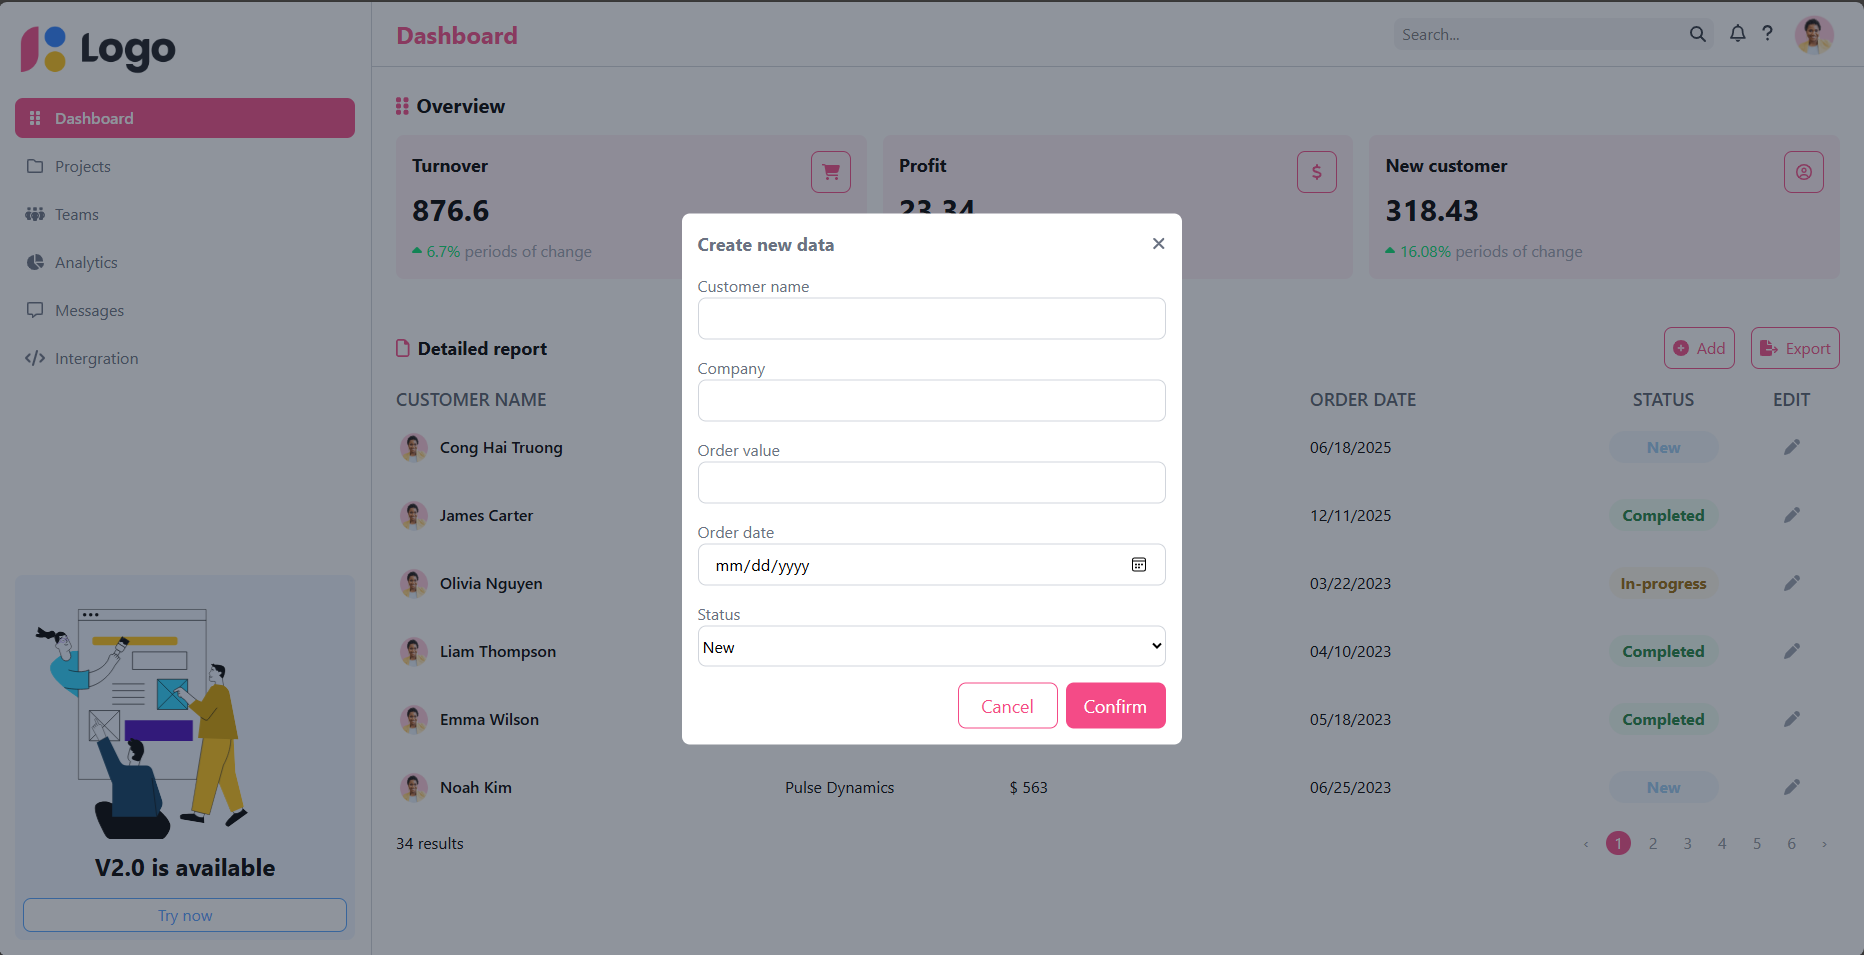 Logo
Dashboard
Projects
Teams
Analytics
Messages
Intergration
V2.0 is available
Try now
Dashboard
Search...
Overview
Turnover
876.6
6.7% periods of change
Profit
23.34
New customer
318.43
16.08% periods of change
Detailed report
Add
Export
CUSTOMER NAME ORDER DATE STATUS EDIT
Cong Hai Truong 06/18/2025 New
James Carter 12/11/2025 Completed
Olivia Nguyen 03/22/2023 In-progress
Liam Thompson 04/10/2023 Completed
Emma Wilson 05/18/2023 Completed
Noah Kim Pulse Dynamics $ 563 06/25/2023 New
34 results
‹ 1 2 3 4 5 6 ›
Create new data
Customer name
Company
Order value
Order date
mm/dd/yyyy
Status
New
Cancel
Confirm